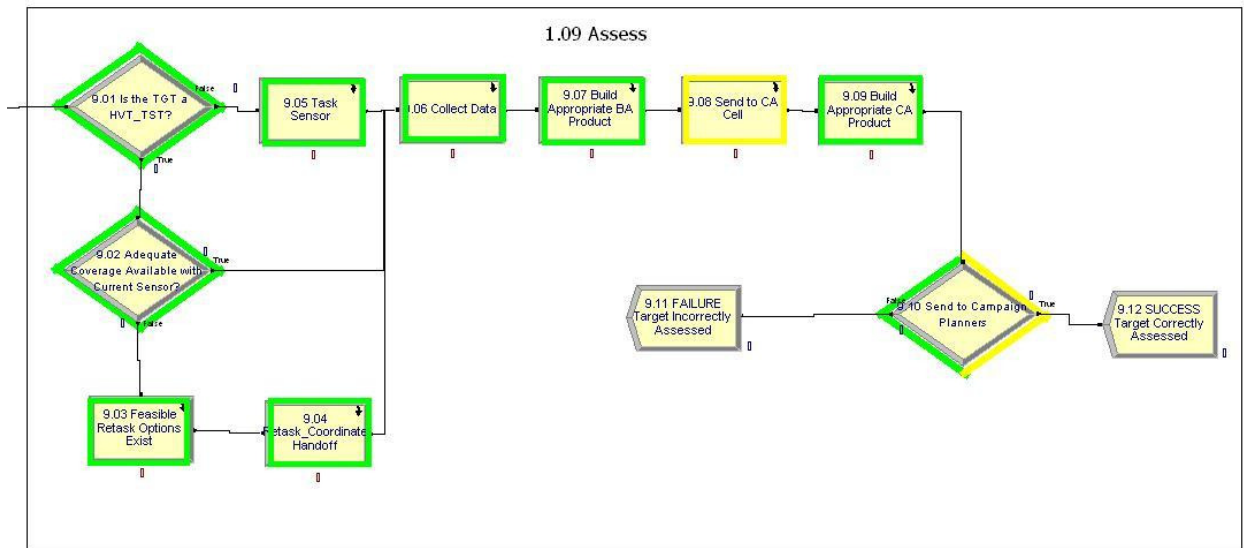 1.09 Assess
9.01 Is the TGT a
HVT_TST?
False
True
9.05 Task
Sensor
.06 Collect Data
9.07 Build
Appropriate BA
Product
9.08 Send to CA
Cell
9.09 Build
Appropriate CA
Product
9.02 Adequate
Coverage Available with
Current Sensor?
True
False
9.03 Feasible
Retask Options
Exist
9.04
Retask_Coordinate
Handoff
9.11 FAILURE
Target Incorrectly
Assessed
False
9.10 Send to Campaign
Planners
True
9.12 SUCCESS
Target Correctly
Assessed